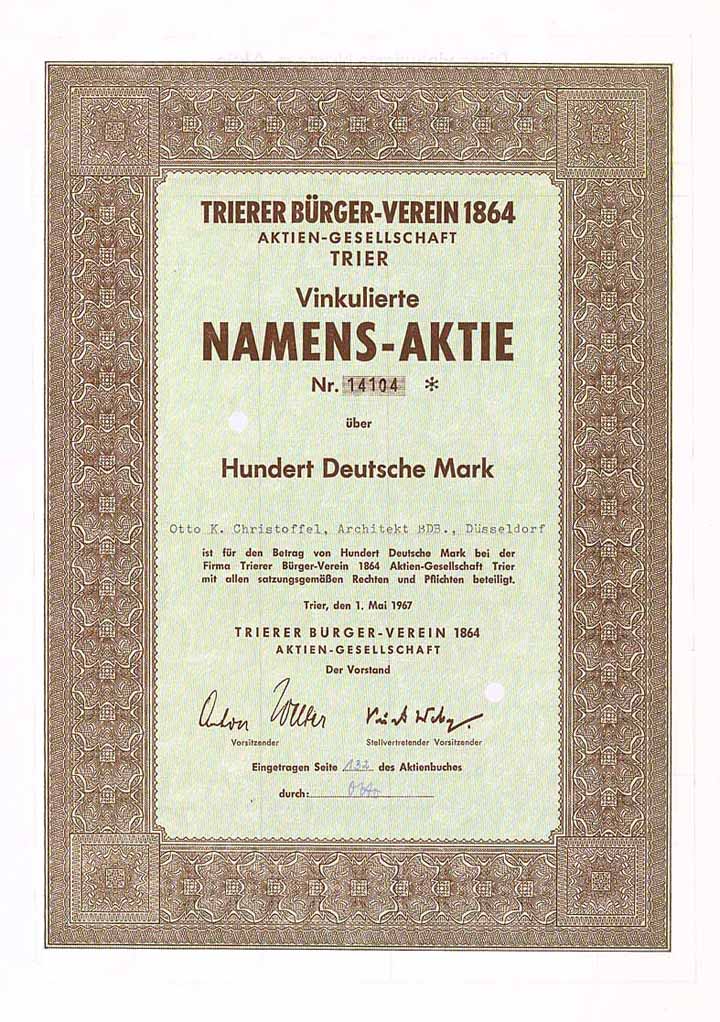 TRIERER BÜRGER-VEREIN 1864
AKTIEN-GESELLSCHAFT
TRIER
Vinkulierte
NAMENS-AKTIE
Nr. 14104 *
über
Hundert Deutsche Mark
Otto K. Christoffel, Architekt BDB., Düsseldorf
ist für den Betrag von Hundert Deutsche Mark bei der
Firma Trierer Bürger-Verein 1864 Aktien-Gesellschaft Trier
mit allen satzungsgemäßen Rechten und Pflichten beteiligt.
Trier, den 1. Mai 1967
TRIERER BÜRGER-VEREIN 1864
AKTIEN-GESELLSCHAFT
Der Vorstand
Anton
Vorsitzender Stellvertretender Vorsitzender
Eingetragen Seite 132 des Aktienbuches
durch: